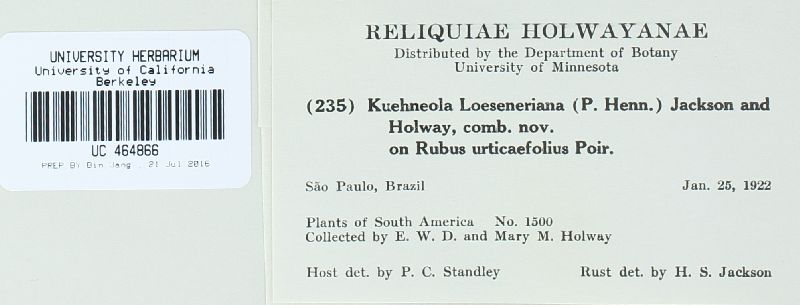 UNIVERSITY HERBARIUM
University of California
Berkeley
UC 464866
PREP BY Bin Wang , 21 Jul 2016
RELIQUIAE HOLWAYANAE
Distributed by the Department of Botany
University of Minnesota
(235) Kuehneola Loeseneriana (P. Henn.) Jackson and
Holway, comb. nov.
on Rubus urticaefolius Poir.
São Paulo, Brazil Jan. 25, 1922
Plants of South America No. 1500
Collected by E. W. D. and Mary M. Holway
Host det. by P. C. Standley Rust det. by H. S. Jackson